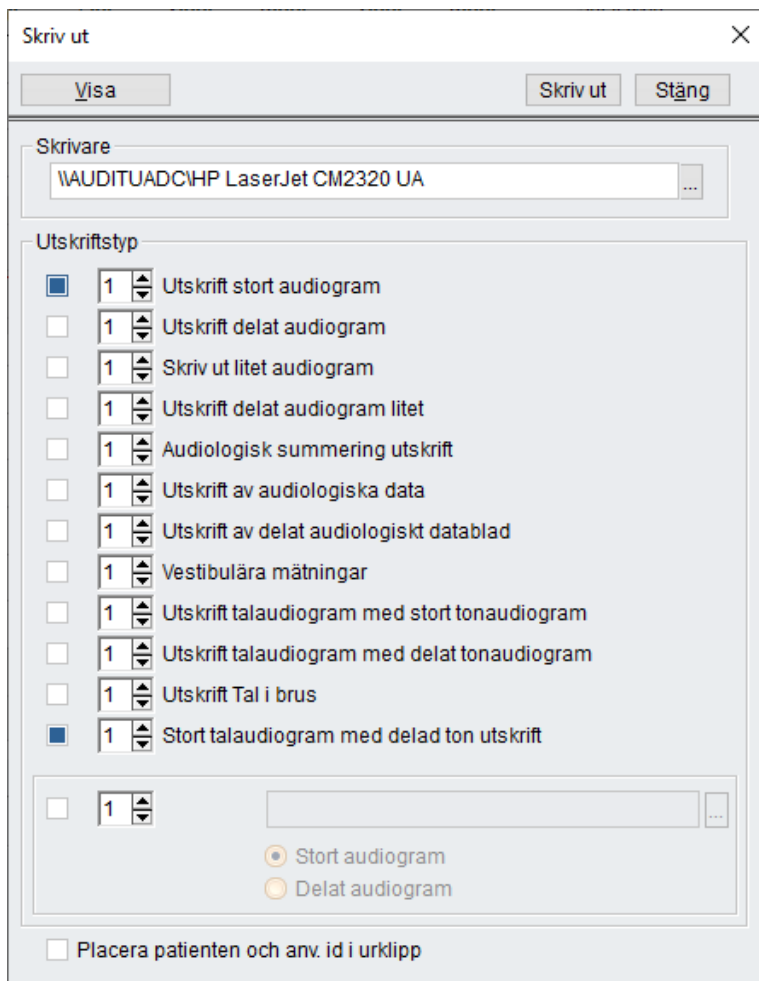 Skriv ut
Visa Skriv ut Stäng
Skrivare
\\AUDITUADC\HP LaserJet CM2320 UA ...
Utskriftstyp
1 Utskrift stort audiogram
1 Utskrift delat audiogram
1 Skriv ut litet audiogram
1 Utskrift delat audiogram litet
1 Audiologisk summering utskrift
1 Utskrift av audiologiska data
1 Utskrift av delat audiologiskt datablad
1 Vestibulära mätningar
1 Utskrift talaudiogram med stort tonaudiogram
1 Utskrift talaudiogram med delat tonaudiogram
1 Utskrift Tal i brus
1 Stort talaudiogram med delad ton utskrift
1 ...
Stort audiogram
Delat audiogram
Placera patienten och anv. id i urklipp